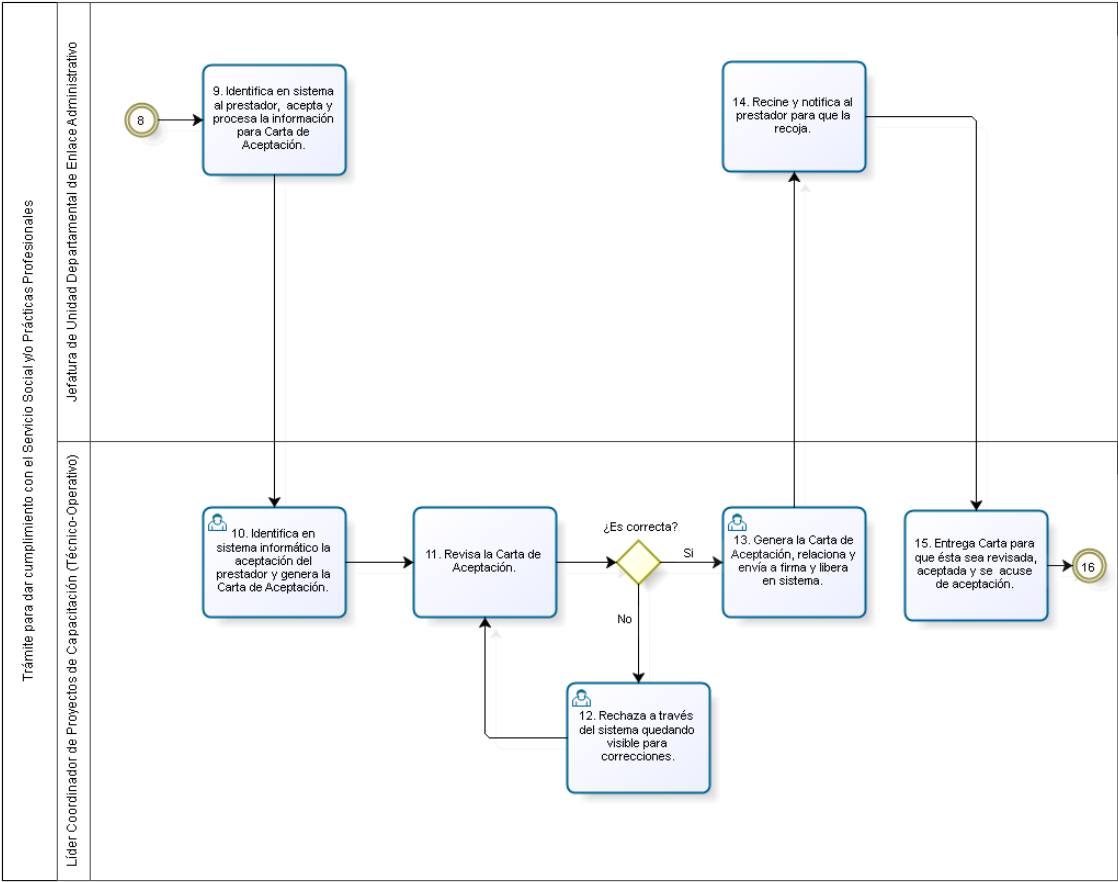 Trámite para dar cumplimiento con el Servicio Social y/o Prácticas Profesionales
Jefatura de Unidad Departamental de Enlace Administrativo
8
9. Identifica en sistema
al prestador, acepta y
procesa la información
para Carta de
Aceptación.
14. Recine y notifica al
prestador para que la
recoja.
Líder Coordinador de Proyectos de Capacitación (Técnico-Operativo)
10. Identifica en
sistema informático la
aceptación del
prestador y genera la
Carta de Aceptación.
11. Revisa la Carta de
Aceptación.
¿Es correcta?
Si
No
12. Rechaza a través
del sistema quedando
visible para
correcciones.
13. Genera la Carta de
Aceptación, relaciona y
envía a firma y libera
en sistema.
15. Entrega Carta para
que ésta sea revisada,
aceptada y se acuse
de aceptación.
16